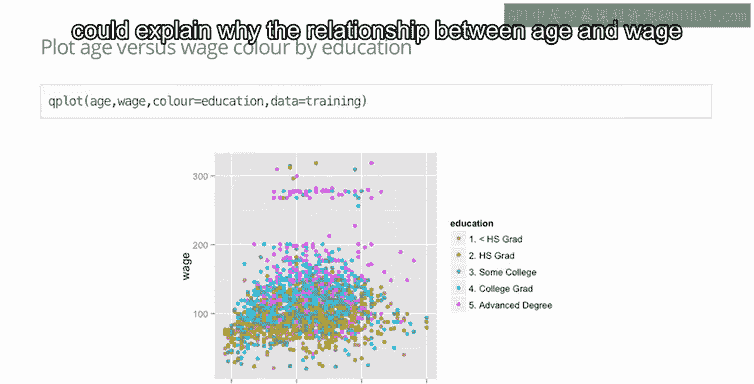 could explain why the relationship between age and wage
Plot age versus wage colour by education
qplot(age,wage,colour=education,data=training)
300
200
100
wage
education
1. < HS Grad
2. HS Grad
3. Some College
4. College Grad
5. Advanced Degree